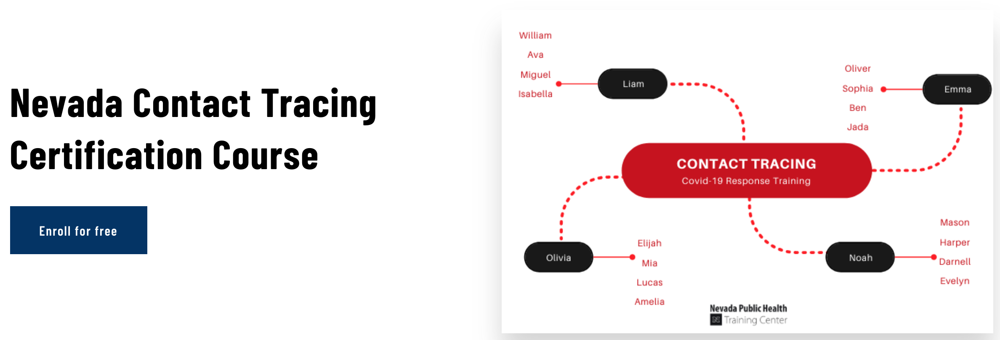 Nevada Contact Tracing
Certification Course
Enroll for free
William
Ava
Miguel
Isabella
Liam
Oliver
Sophia
Ben
Jada
Emma
CONTACT TRACING
Covid-19 Response Training
Olivia
Elijah
Mia
Lucas
Amelia
Noah
Mason
Harper
Darnell
Evelyn
Nevada Public Health
N Training Center